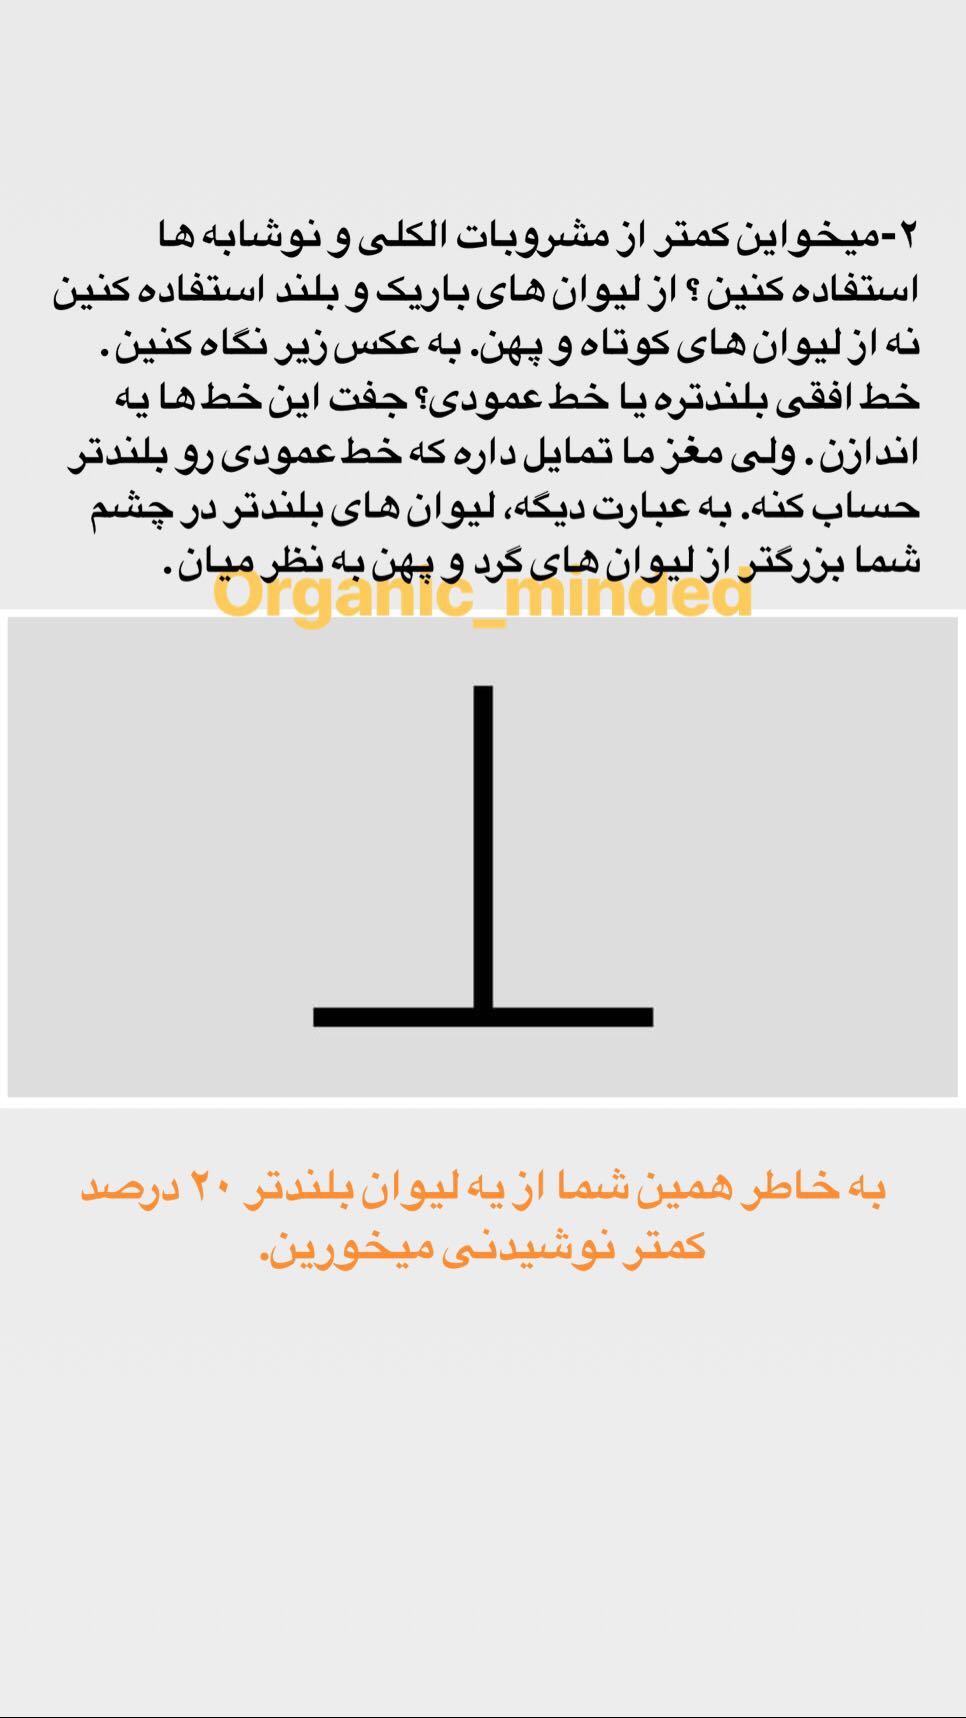 ۲-میخواین کمتر از مشروبات الکلی و نوشابه ها
استفاده کنین ؟ از لیوان های باریک و بلند استفاده کنین
نه از لیوان های کوتاه و پهن. به عکس زیر نگاه کنین .
خط افقی بلندتره یا خط عمودی؟ جفت این خط ها یه
اندازن . ولی مغز ما تمایل داره که خط عمودی رو بلندتر
حساب کنه. به عبارت دیگه، لیوان های بلندتر در چشم
شما بزرگتر از لیوان های گرد و پهن به نظر میان .
Organic_minded
به خاطر همین شما از یه لیوان بلندتر ۲۰ درصد
کمتر نوشیدنی میخورین.